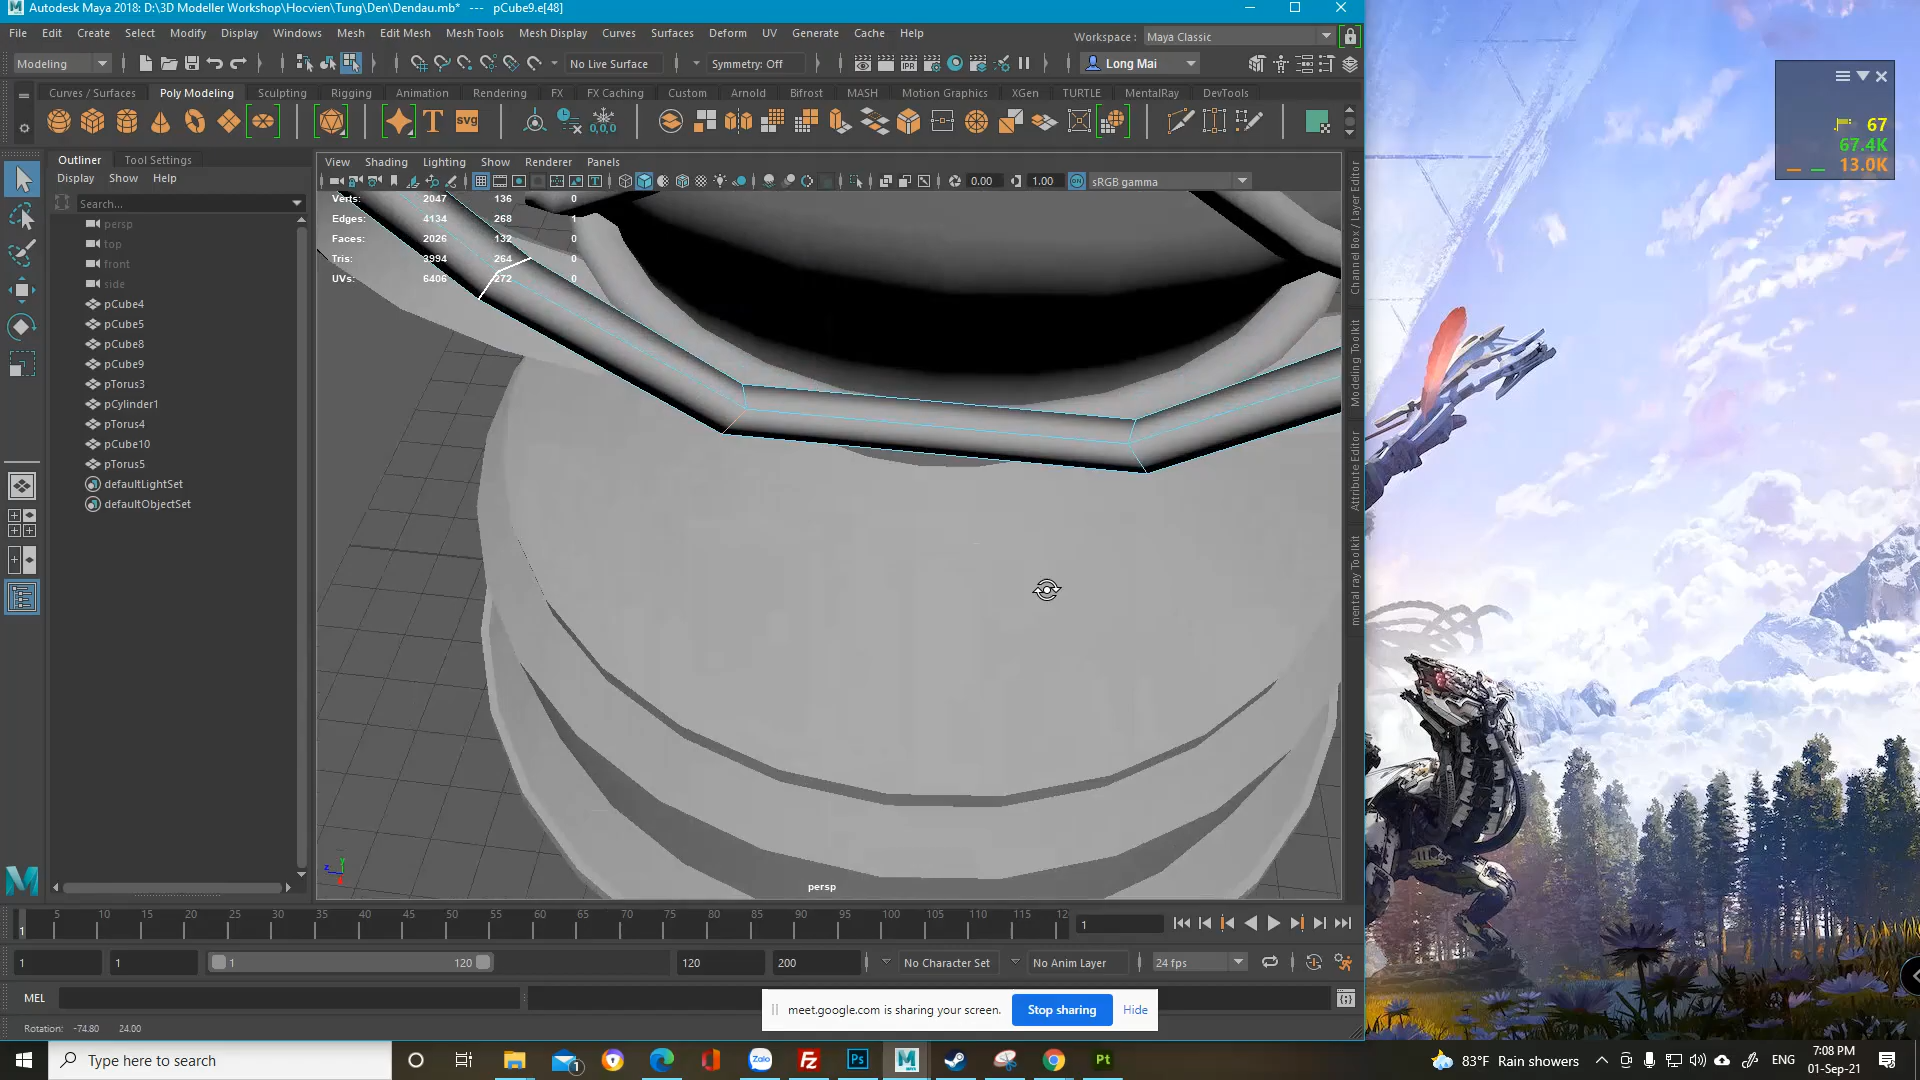 Autodesk Maya 2018: D:\3D Modeller Workshop\Hocvien\Tung\Den\Dendau.mb* --- pCube9.e[48]
File Edit Create Select Modify Display Windows Mesh Edit Mesh Mesh Tools Mesh Display Curves Surfaces Deform UV Generate Cache Help
Workspace : Maya Classic
Modeling No Live Surface Symmetry: Off Long Mai
Curves / Surfaces Poly Modeling Sculpting Rigging Animation Rendering FX FX Caching Custom Arnold Bifrost MASH Motion Graphics XGen TURTLE MentalRay DevTools
Outliner Tool Settings
Display Show Help
Search...
persp
top
front
side
pCube4
pCube5
pCube8
pCube9
pTorus3
pCylinder1
pTorus4
pCube10
pTorus5
defaultLightSet
defaultObjectSet
View Shading Lighting Show Renderer Panels
0.00 1.00 sRGB gamma
Verts: 2047 136 0
Edges: 4134 268 1
Faces: 2026 132 0
Tris: 3994 264 0
UVs: 6406 272 0
persp
Channel Box / Layer Editor
Modeling Toolkit
Attribute Editor
mental ray Toolkit
67
67.4K
13.0K
5 10 15 20 25 30 35 40 45 50 55 60 65 70 75 80 85 90 95 100 105 110 115 12
1 1
1 1 1 120 120 200 No Character Set No Anim Layer 24 fps
MEL
Rotation: -74.80 24.00
meet.google.com is sharing your screen. Stop sharing Hide
Type here to search
83°F Rain showers ENG
7:08 PM
01-Sep-21